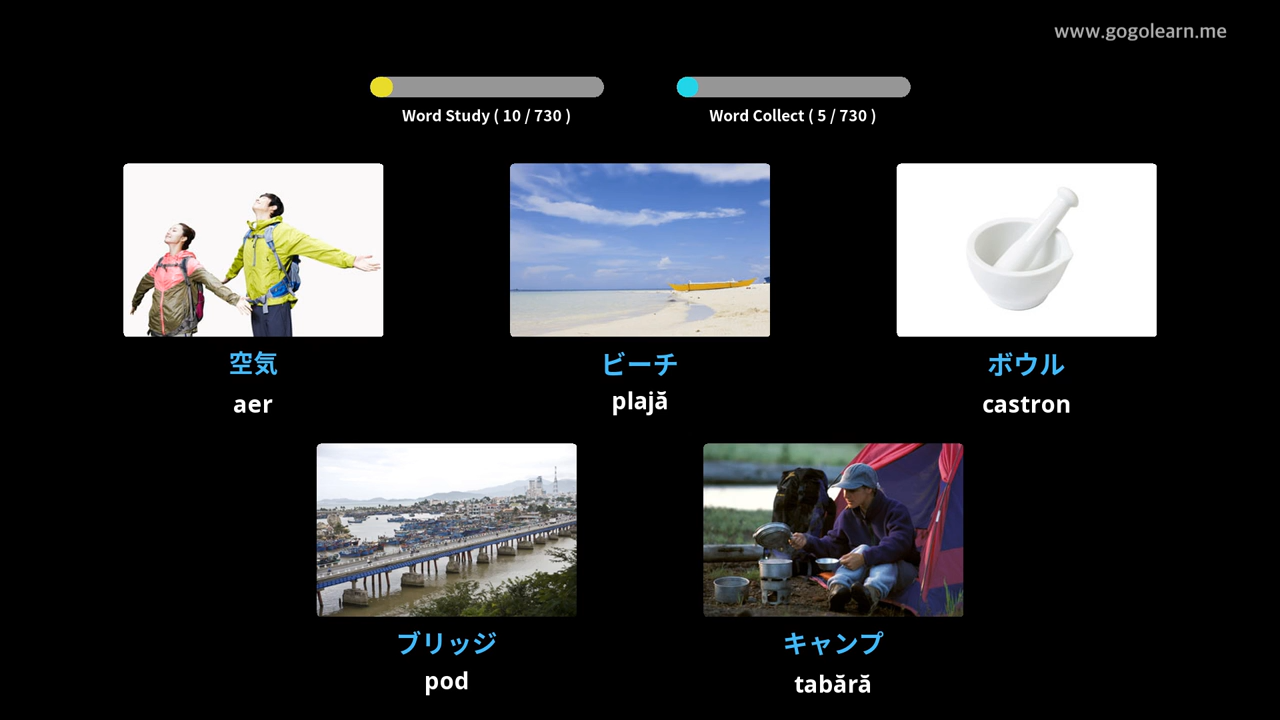 www.gogolearn.me
Word Study ( 10 / 730 )
Word Collect ( 5 / 730 )
空気
aer
ビーチ
plajă
ボウル
castron
ブリッジ
pod
キャンプ
tabără